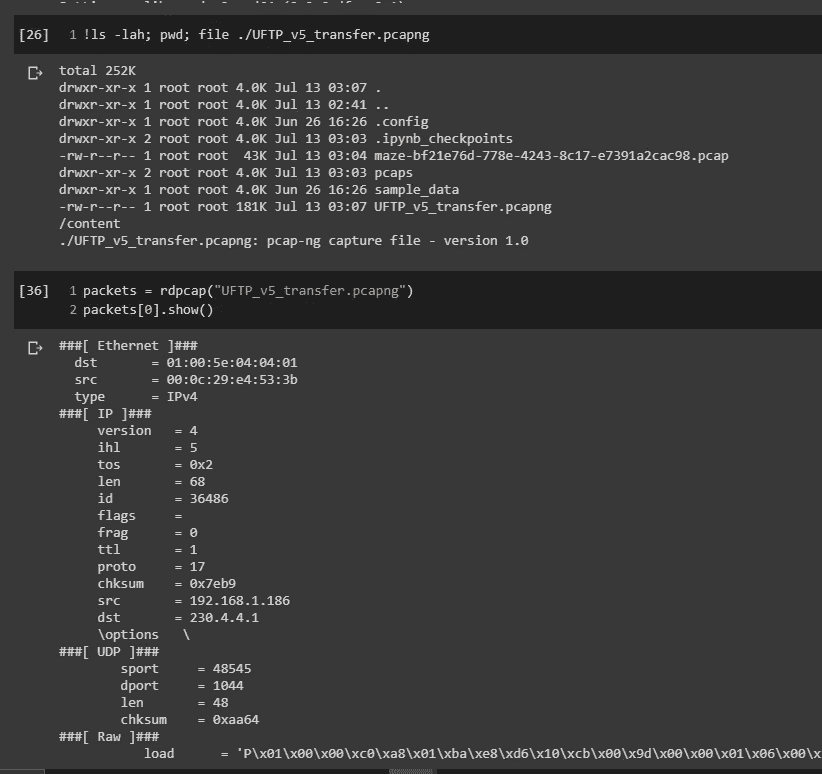 [26] 1 !ls -lah; pwd; file ./UFTP_v5_transfer.pcapng
total 252K
drwxr-xr-x 1 root root 4.0K Jul 13 03:07 .
drwxr-xr-x 1 root root 4.0K Jul 13 02:41 ..
drwxr-xr-x 1 root root 4.0K Jun 26 16:26 .config
drwxr-xr-x 2 root root 4.0K Jul 13 03:03 .ipynb_checkpoints
-rw-r--r-- 1 root root  43K Jul 13 03:04 maze-bf21e76d-778e-4243-8c17-e7391a2cac98.pcap
drwxr-xr-x 2 root root 4.0K Jul 13 03:03 pcaps
drwxr-xr-x 1 root root 4.0K Jun 26 16:26 sample_data
-rw-r--r-- 1 root root 181K Jul 13 03:07 UFTP_v5_transfer.pcapng
/content
./UFTP_v5_transfer.pcapng: pcap-ng capture file - version 1.0
[36] 1 packets = rdpcap("UFTP_v5_transfer.pcapng")
2 packets[0].show()
###[ Ethernet ]###
dst = 01:00:5e:04:04:01
src = 00:0c:29:e4:53:3b
type = IPv4
###[ IP ]###
version = 4
ihl = 5
tos = 0x2
len = 68
id = 36486
flags =
frag = 0
ttl = 1
proto = 17
chksum = 0x7eb9
src = 192.168.1.186
dst = 230.4.4.1
\options \
###[ UDP ]###
sport = 48545
dport = 1044
len = 48
chksum = 0xaa64
###[ Raw ]###
load = 'P\x01\x00\x00\xc0\xa8\x01\xba\xe8\xd6\x10\xcb\x00\x9d\x00\x00\x01\x06\x00\x